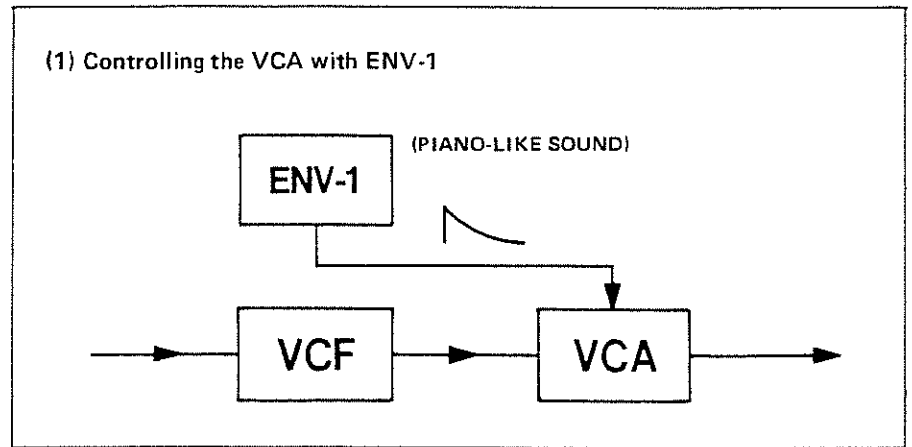 (1) Controlling the VCA with ENV-1
(PIANO-LIKE SOUND)
ENV-1
VCF
VCA